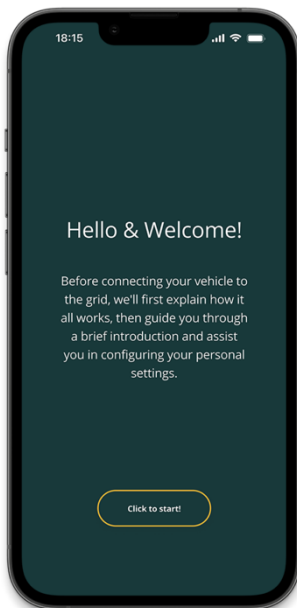 18:15
Hello & Welcome!
Before connecting your vehicle to
the grid, we'll first explain how it
all works, then guide you through
a brief introduction and assist
you in configuring your personal
settings.
Click to start!